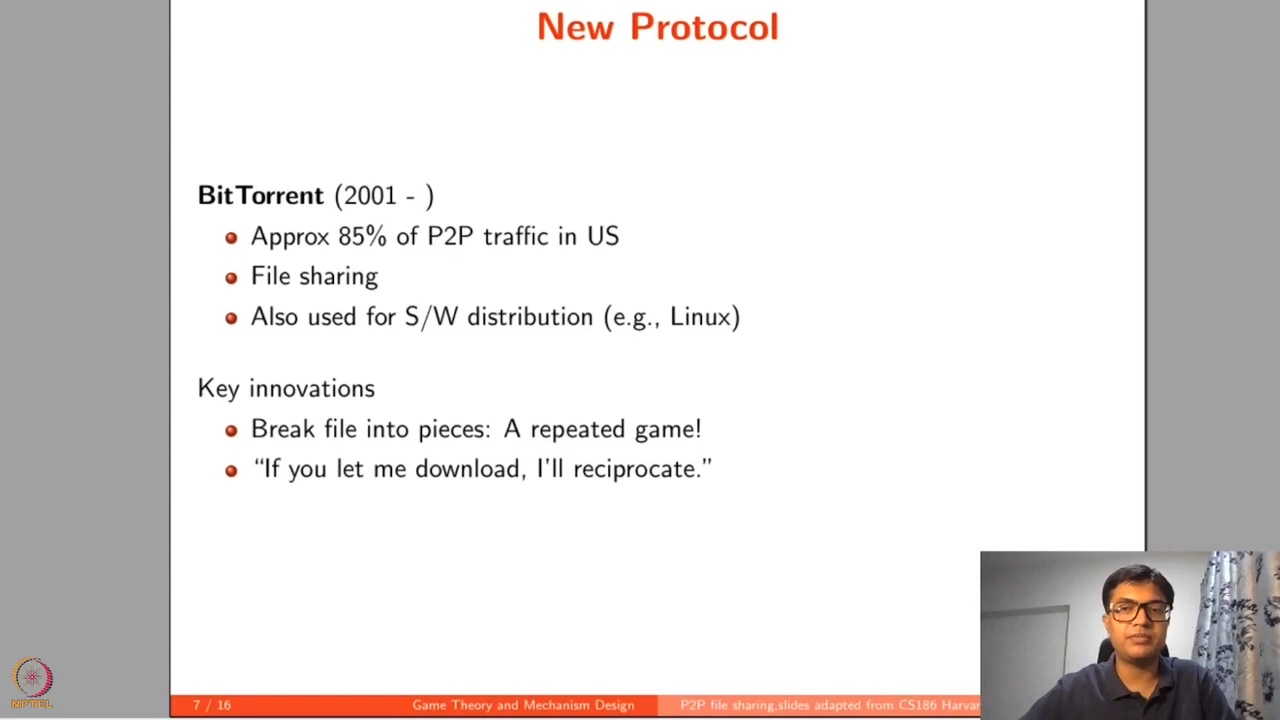 New Protocol
BitTorrent (2001 - )
Approx 85% of P2P traffic in US
File sharing
Also used for S/W distribution (e.g., Linux)
Key innovations
Break file into pieces: A repeated game!
“If you let me download, I'll reciprocate.”
NPTEL
7 / 16 Game Theory and Mechanism Design P2P file sharing,slides adapted from CS186 Harvar